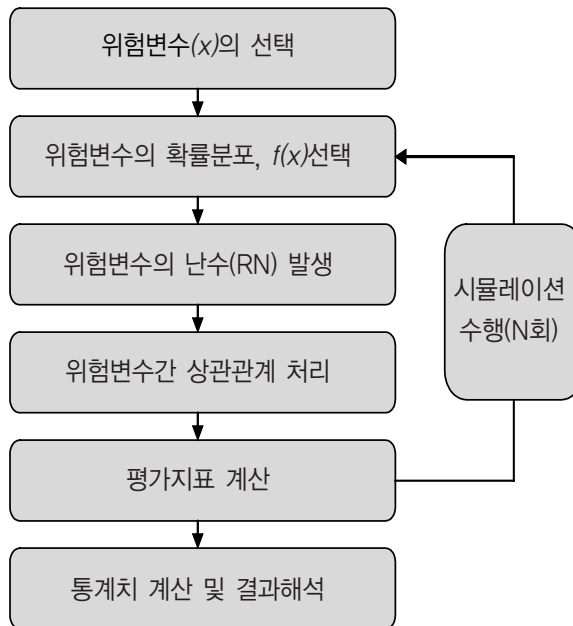 위험변수(x)의 선택
위험변수의 확률분포, f(x)선택
위험변수의 난수(RN) 발생
위험변수간 상관관계 처리
평가지표 계산
통계치 계산 및 결과해석
시뮬레이션
수행(N회)